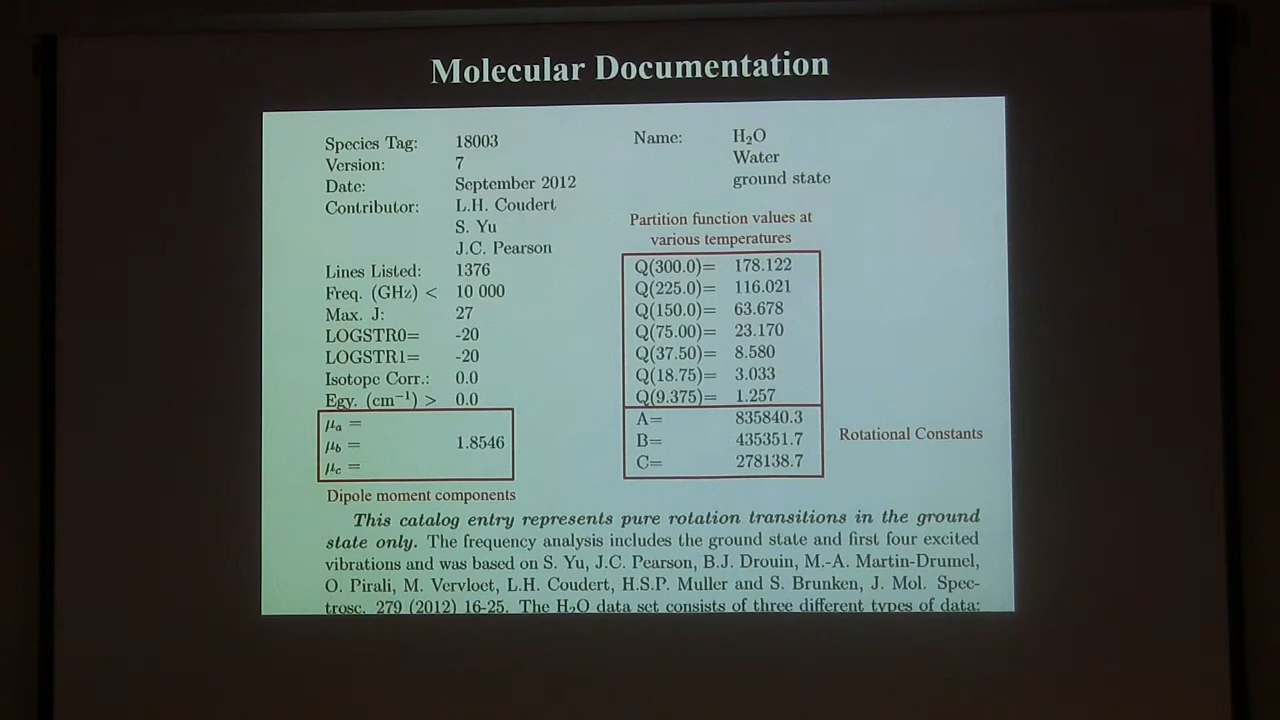 Molecular Documentation
Species Tag: 18003
Version: 7
Date: September 2012
Contributor: L.H. Coudert
S. Yu
J.C. Pearson
Lines Listed: 1376
Freq. (GHz) < 10 000
Max. J: 27
LOGSTR0= -20
LOGSTR1= -20
Isotope Corr.: 0.0
Egy. (cm⁻¹) > 0.0
μₐ =
μ_b = 1.8546
μ_c =
Dipole moment components
Name: H₂O
Water
ground state
Partition function values at
various temperatures
Q(300.0)= 178.122
Q(225.0)= 116.021
Q(150.0)= 63.678
Q(75.00)= 23.170
Q(37.50)= 8.580
Q(18.75)= 3.033
Q(9.375)= 1.257
A= 835840.3
B= 435351.7
C= 278138.7
Rotational Constants
This catalog entry represents pure rotation transitions in the ground
state only. The frequency analysis includes the ground state and first four excited
vibrations and was based on S. Yu, J.C. Pearson, B.J. Drouin, M.-A. Martin-Drumel,
O. Pirali, M. Vervloet, L.H. Coudert, H.S.P. Muller and S. Brunken, J. Mol. Spec-
trosc. 279 (2012) 16-25. The H₂O data set consists of three different types of data: